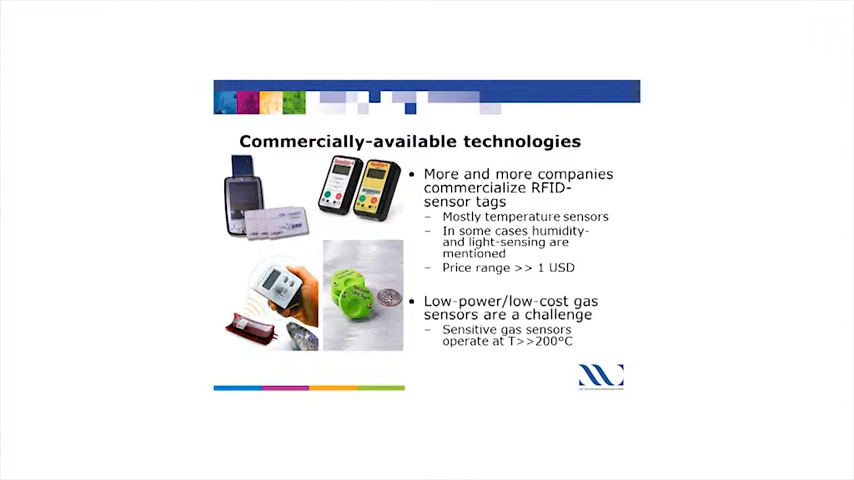 Commercially-available technologies
• More and more companies
commercialize RFID-
sensor tags
– Mostly temperature sensors
– In some cases humidity-
and light-sensing are
mentioned
– Price range >> 1 USD
• Low-power/low-cost gas
sensors are a challenge
– Sensitive gas sensors
operate at T>>200°C